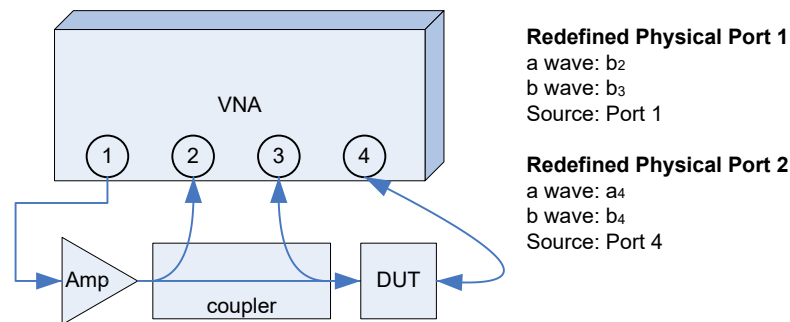 VNA
1 2 3 4
Amp
coupler
DUT
Redefined Physical Port 1
a wave: b2
b wave: b3
Source: Port 1
Redefined Physical Port 2
a wave: a4
b wave: b4
Source: Port 4